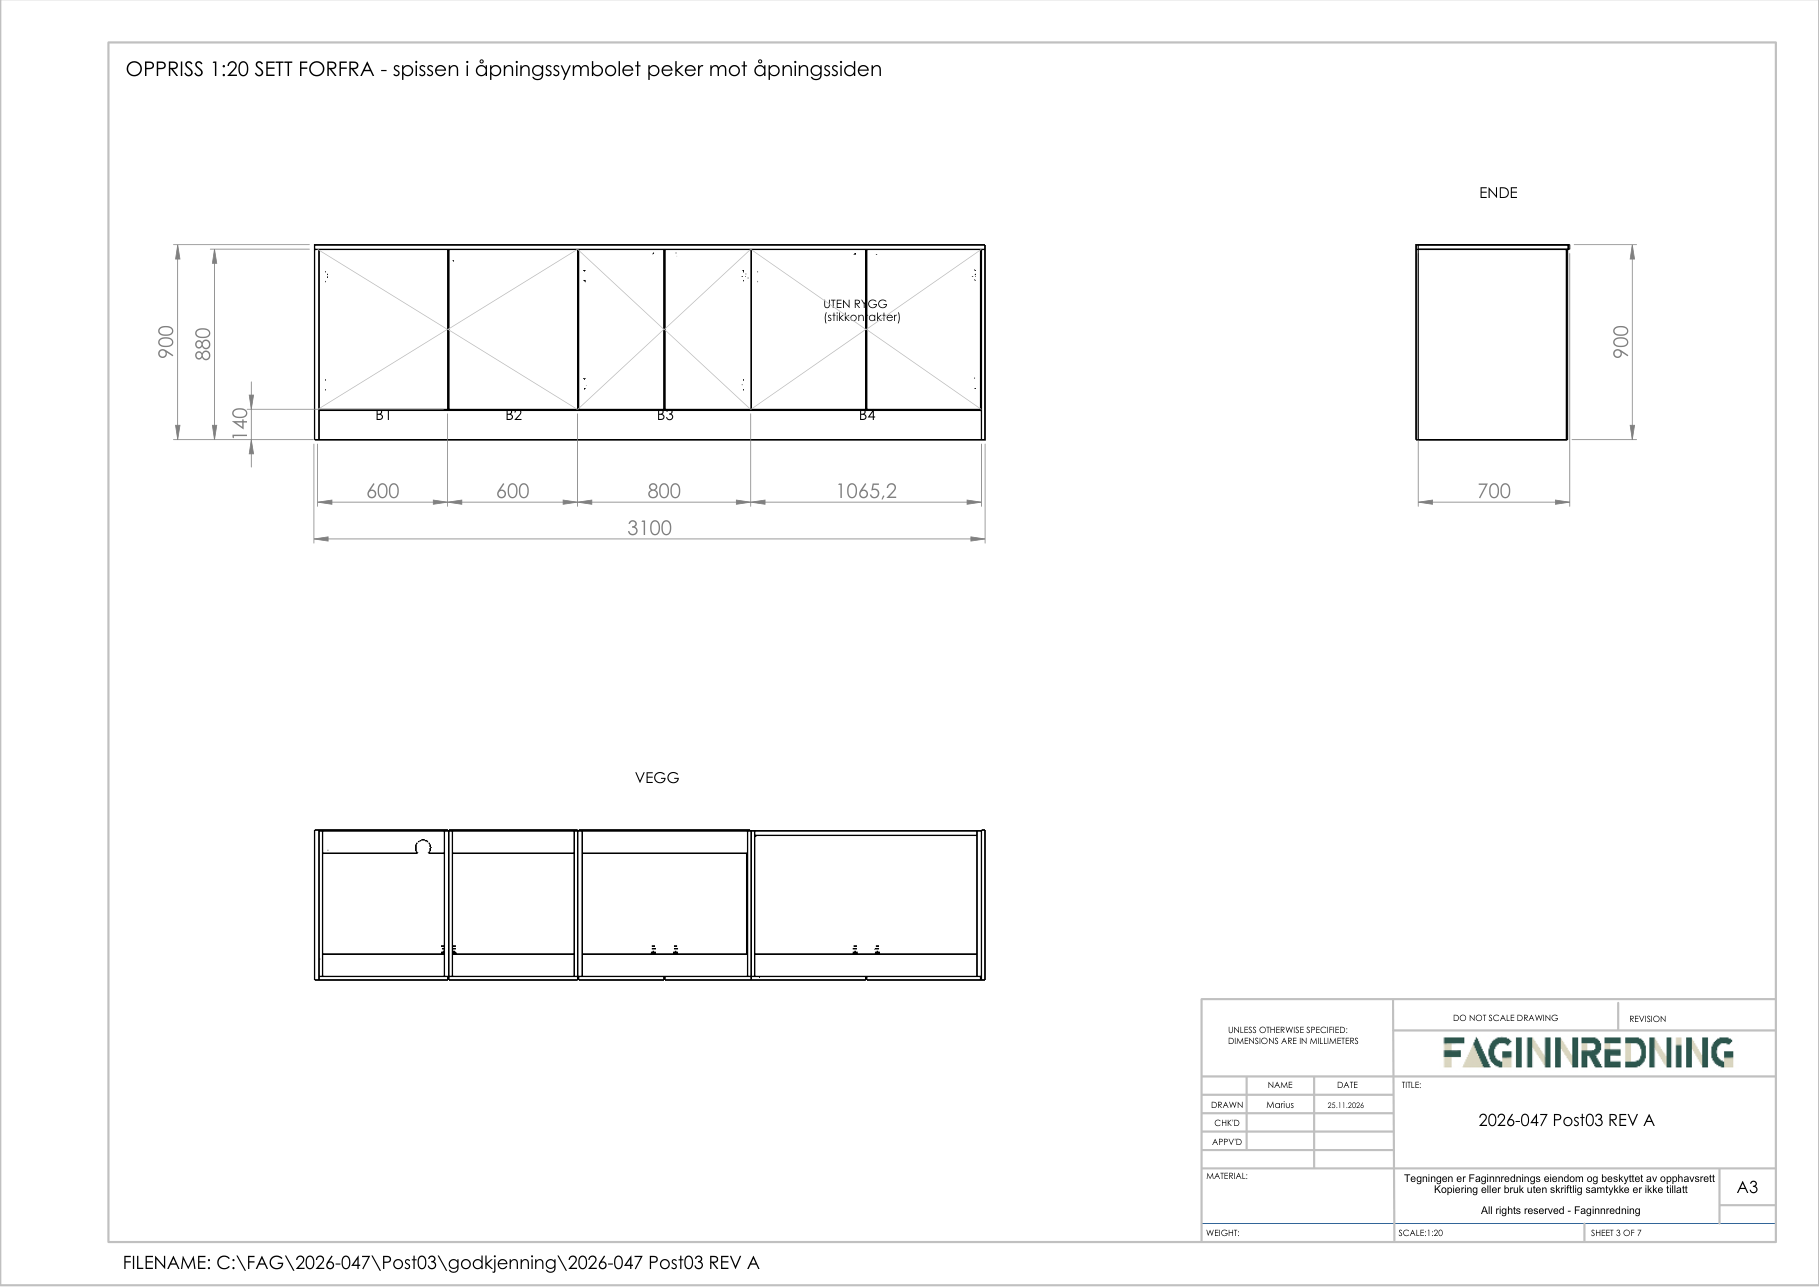 OPPRISS 1:20 SETT FORFRA - spissen i åpningssymbolet peker mot åpningssiden
ENDE
UTEN RYGG
(stikkontakter)
900
880
140
900
B1
B2
B3
B4
600
600
800
1065,2
3100
700
VEGG
UNLESS OTHERWISE SPECIFIED:
DIMENSIONS ARE IN MILLIMETERS
DO NOT SCALE DRAWING
REVISION
FAGINNREDNING
NAME
DATE
TITLE:
DRAWN
Marius
25.11.2026
CHK'D
APPV'D
2026-047 Post03 REV A
MATERIAL:
Tegningen er Faginnrednings eiendom og beskyttet av opphavsrett
Kopiering eller bruk uten skriftlig samtykke er ikke tillatt
All rights reserved - Faginnredning
A3
WEIGHT:
SCALE:1:20
SHEET 3 OF 7
FILENAME: C:\FAG\2026-047\Post03\godkjenning\2026-047 Post03 REV A